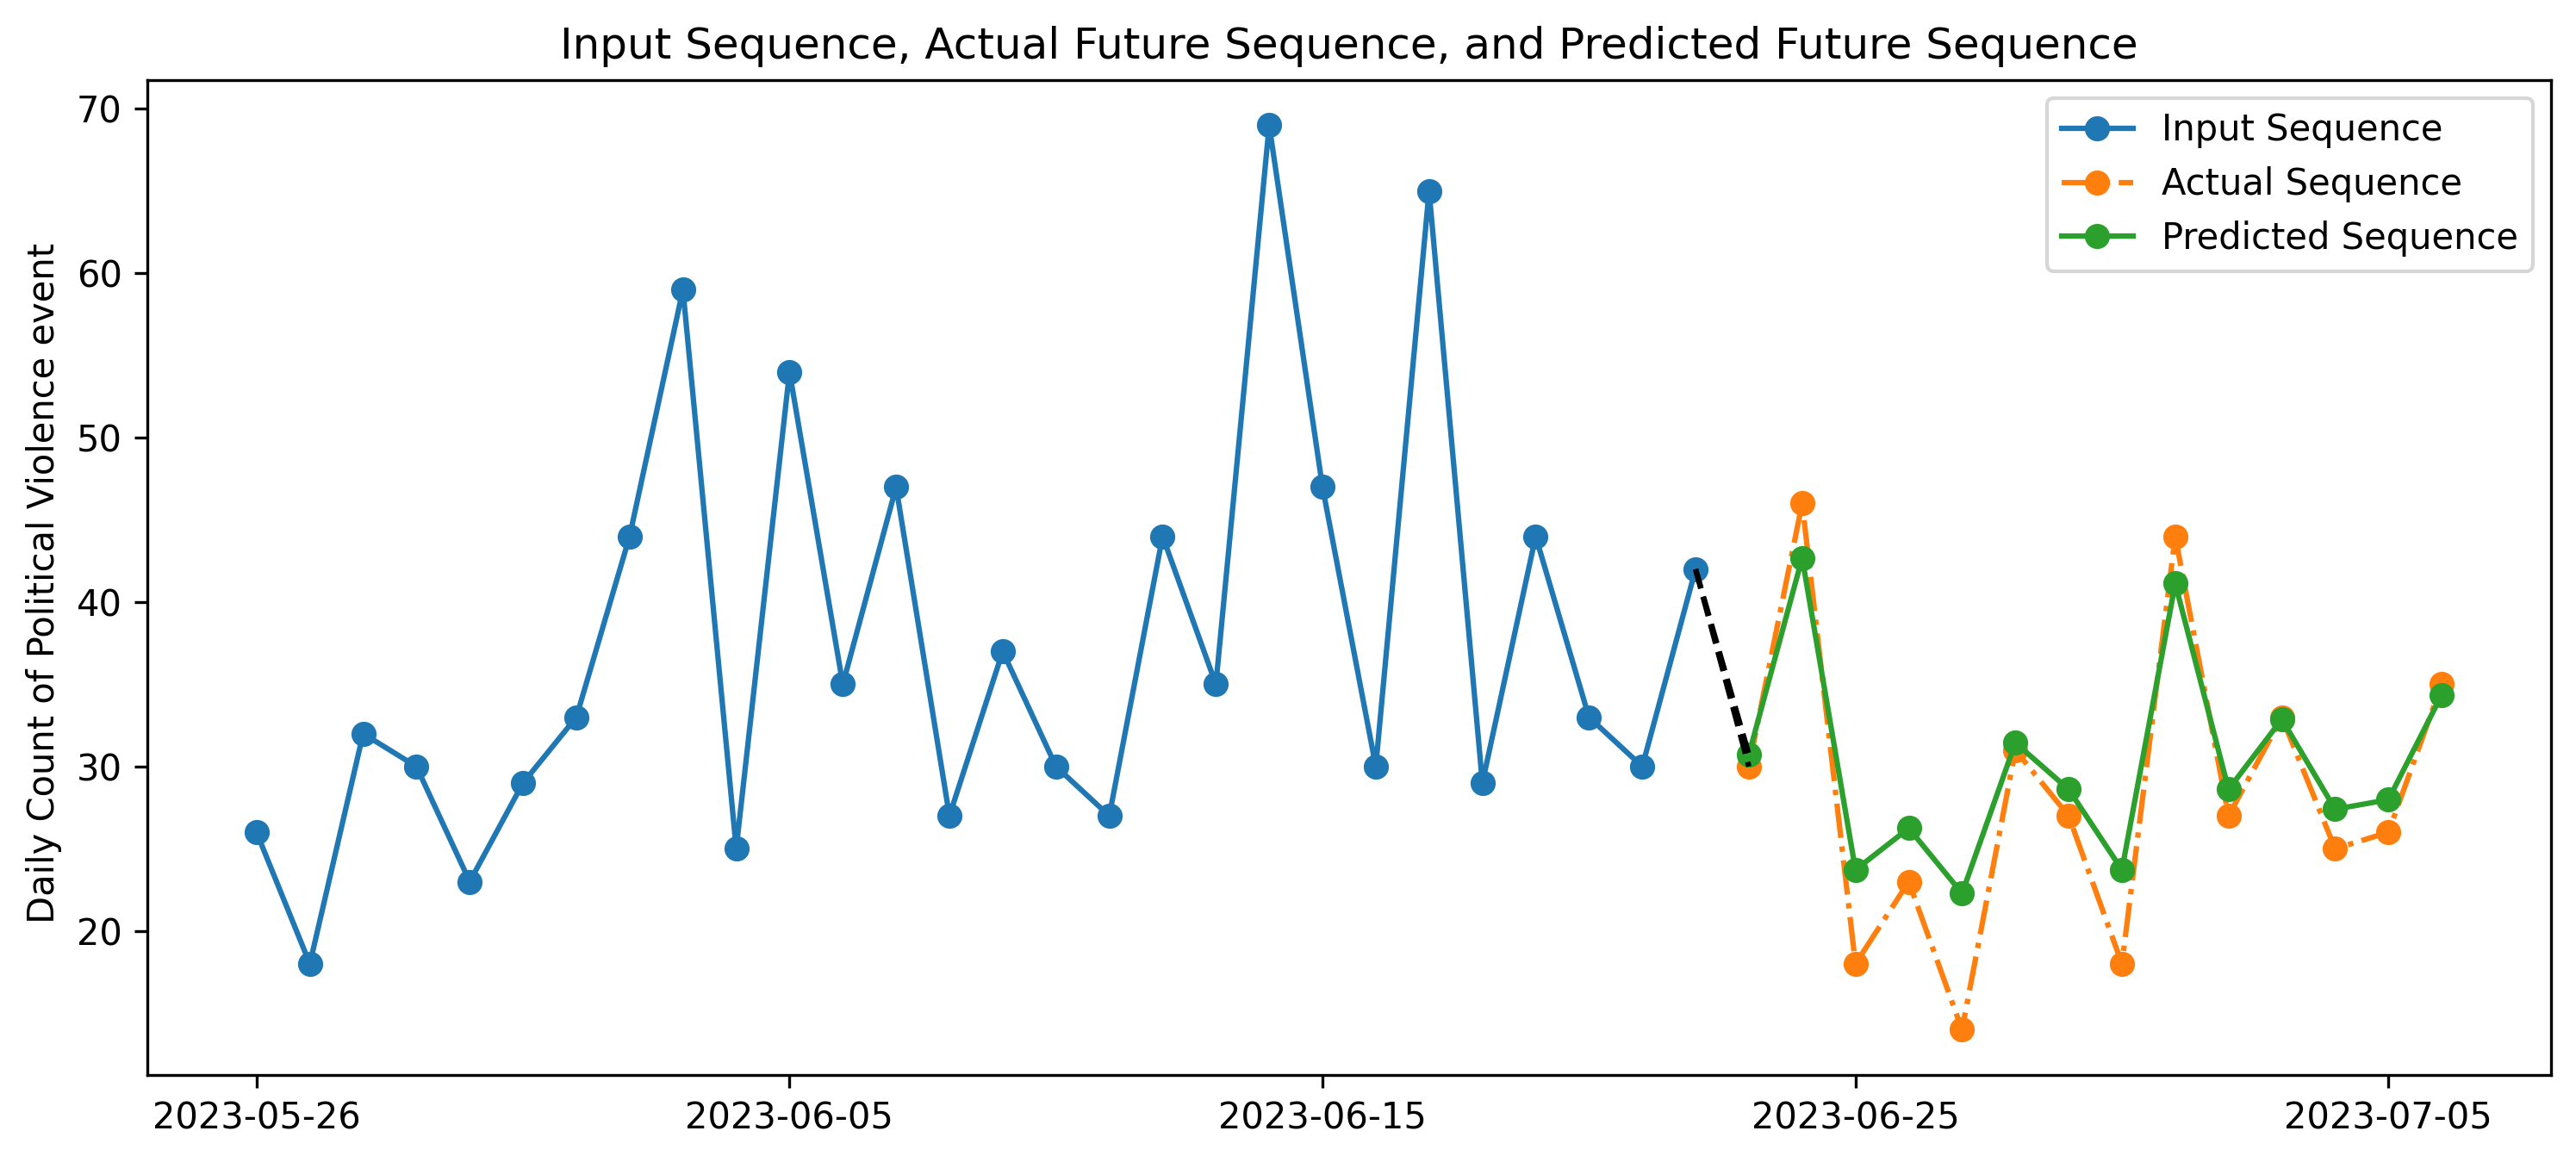 Input Sequence, Actual Future Sequence, and Predicted Future Sequence
Daily Count of Political Violence event
70
60
50
40
30
20
Input Sequence
Actual Sequence
Predicted Sequence
2023-05-26
2023-06-05
2023-06-15
2023-06-25
2023-07-05